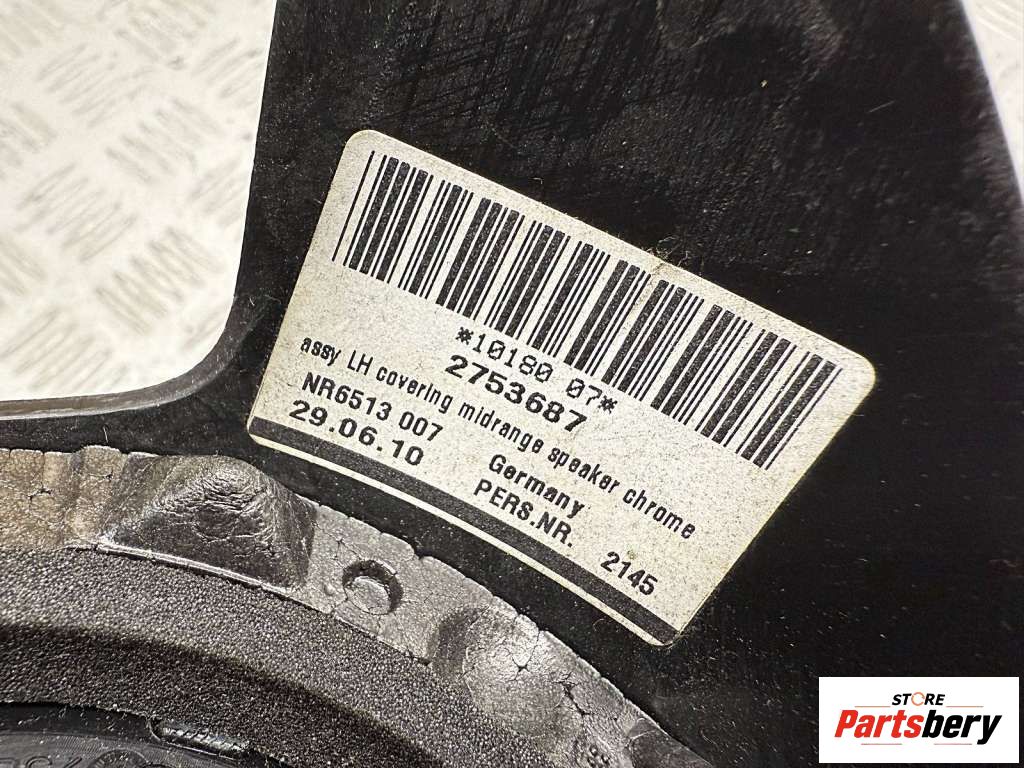 *10180 07*
2753687
assy LH covering midrange speaker chrome
NR6513 007 Germany
29.06.10 PERS.NR. 2145
STORE
Partsbery